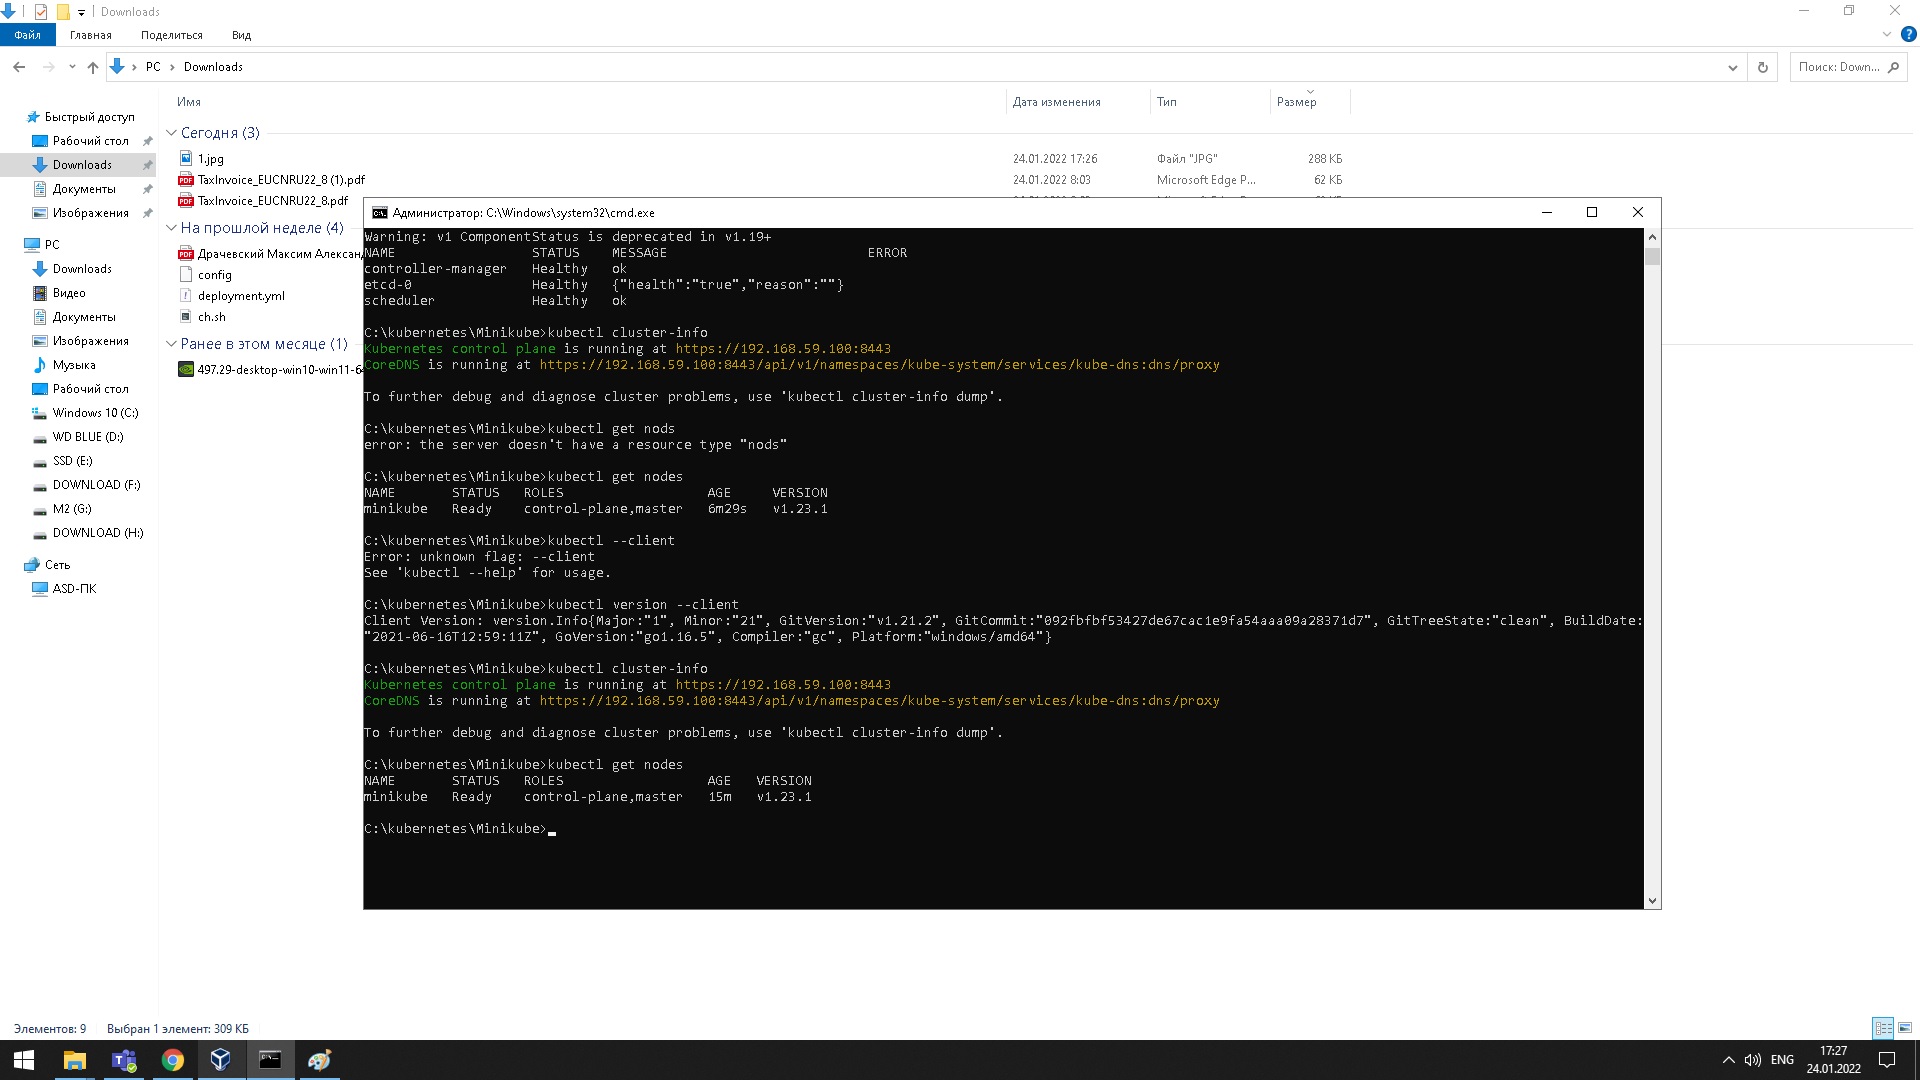 Downloads
Файл Главная Поделиться Вид
PC Downloads
Поиск: Down...
Имя Дата изменения Тип Размер
Быстрый доступ
Рабочий стол
Downloads
Документы
Изображения
PC
Downloads
Видео
Документы
Изображения
Музыка
Рабочий стол
Windows 10 (C:)
WD BLUE (D:)
SSD (E:)
DOWNLOAD (F:)
M2 (G:)
DOWNLOAD (H:)
Сеть
ASD-ПК
Сегодня (3)
1.jpg 24.01.2022 17:26 Файл "JPG" 288 КБ
TaxInvoice_EUCNRU22_8 (1).pdf 24.01.2022 8:03 Microsoft Edge P... 62 КБ
TaxInvoice_EUCNRU22_8.pdf
На прошлой неделе (4)
Драчевский Максим Алексан
config
deployment.yml
ch.sh
Ранее в этом месяце (1)
497.29-desktop-win10-win11-6
Администратор: C:\Windows\system32\cmd.exe
Warning: v1 ComponentStatus is deprecated in v1.19+
NAME STATUS MESSAGE ERROR
controller-manager Healthy ok
etcd-0 Healthy {"health":"true","reason":""}
scheduler Healthy ok
C:\kubernetes\Minikube>kubectl cluster-info
Kubernetes control plane is running at https://192.168.59.100:8443
CoreDNS is running at https://192.168.59.100:8443/api/v1/namespaces/kube-system/services/kube-dns:dns/proxy
To further debug and diagnose cluster problems, use 'kubectl cluster-info dump'.
C:\kubernetes\Minikube>kubectl get nods
error: the server doesn't have a resource type "nods"
C:\kubernetes\Minikube>kubectl get nodes
NAME STATUS ROLES AGE VERSION
minikube Ready control-plane,master 6m29s v1.23.1
C:\kubernetes\Minikube>kubectl --client
Error: unknown flag: --client
See 'kubectl --help' for usage.
C:\kubernetes\Minikube>kubectl version --client
Client Version: version.Info{Major:"1", Minor:"21", GitVersion:"v1.21.2", GitCommit:"092fbfbf53427de67cac1e9fa54aaa09a28371d7", GitTreeState:"clean", BuildDate:
"2021-06-16T12:59:11Z", GoVersion:"go1.16.5", Compiler:"gc", Platform:"windows/amd64"}
C:\kubernetes\Minikube>kubectl cluster-info
Kubernetes control plane is running at https://192.168.59.100:8443
CoreDNS is running at https://192.168.59.100:8443/api/v1/namespaces/kube-system/services/kube-dns:dns/proxy
To further debug and diagnose cluster problems, use 'kubectl cluster-info dump'.
C:\kubernetes\Minikube>kubectl get nodes
NAME STATUS ROLES AGE VERSION
minikube Ready control-plane,master 15m v1.23.1
C:\kubernetes\Minikube>
Элементов: 9 Выбран 1 элемент: 309 КБ
ENG
17:27
24.01.2022